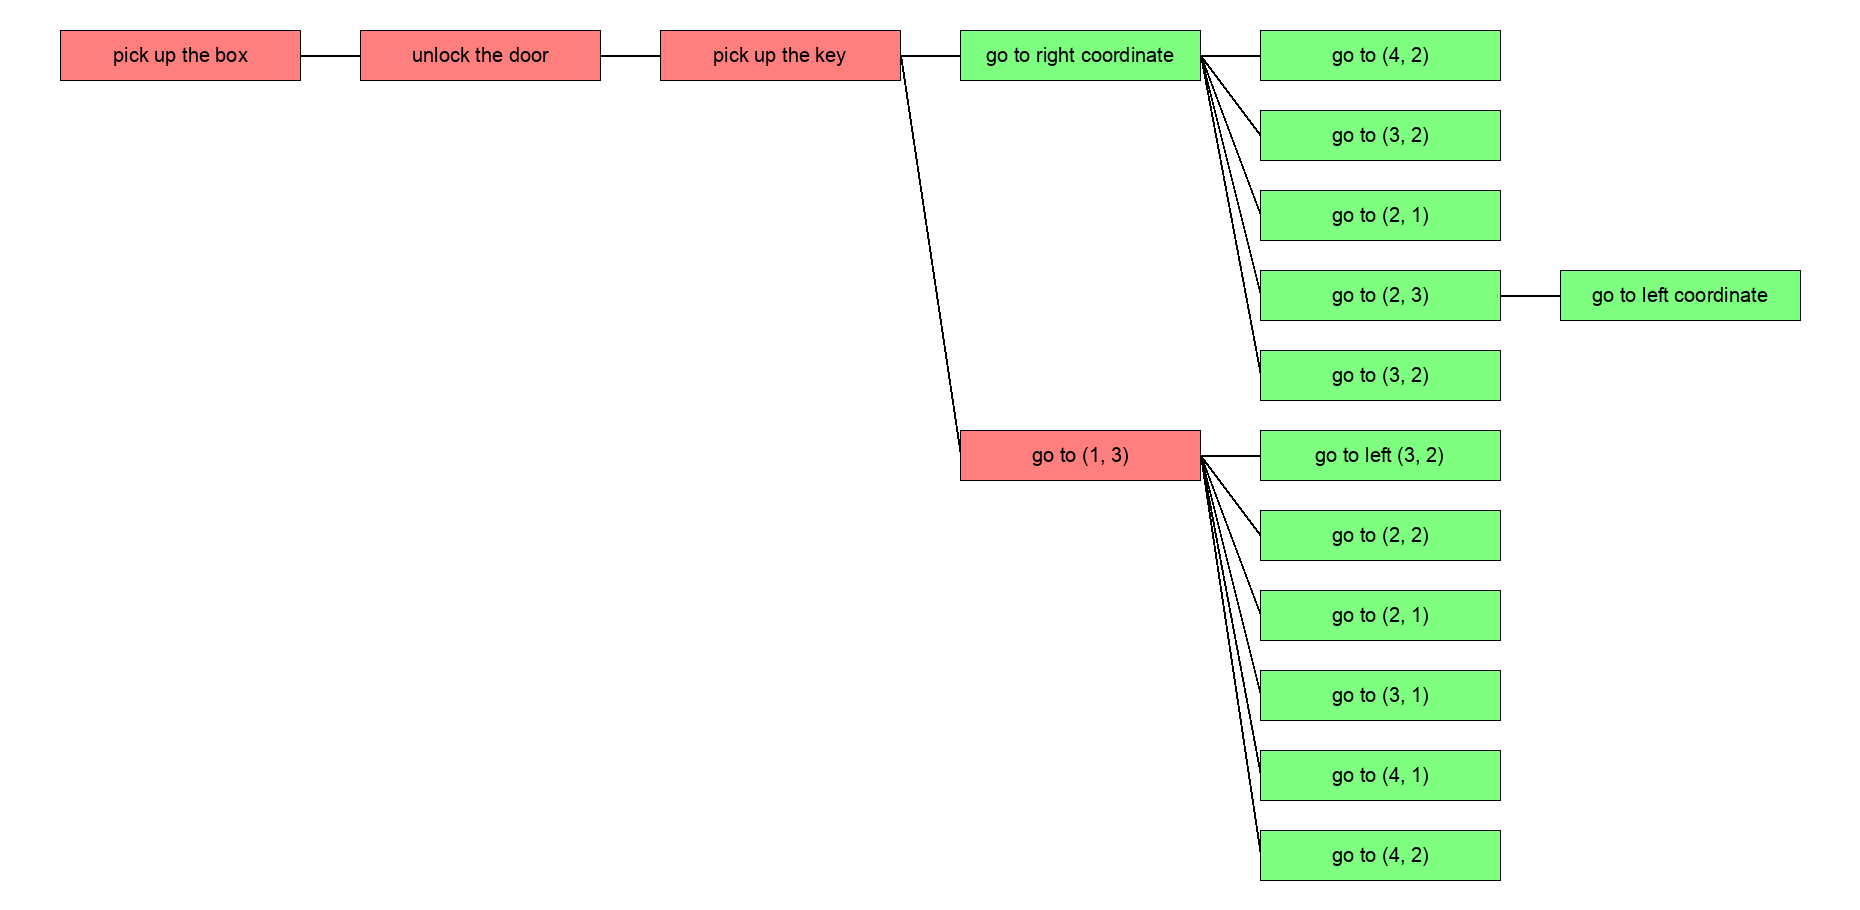 pick up the box
unlock the door
pick up the key
go to right coordinate
go to (4, 2)
go to (3, 2)
go to (2, 1)
go to (2, 3)
go to left coordinate
go to (3, 2)
go to (1, 3)
go to left (3, 2)
go to (2, 2)
go to (2, 1)
go to (3, 1)
go to (4, 1)
go to (4, 2)